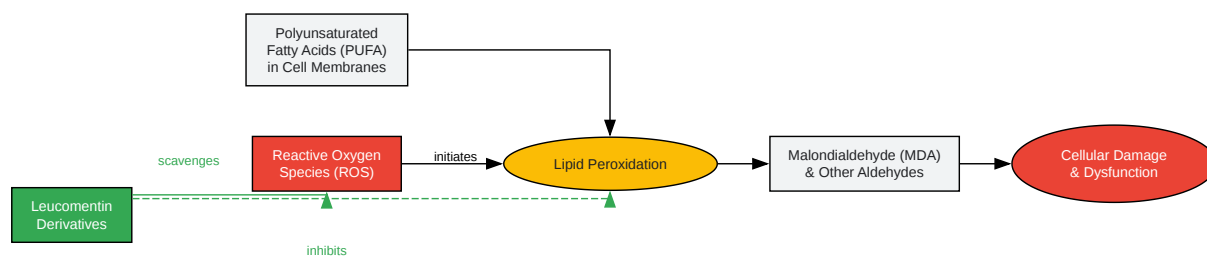 Polyunsaturated
Fatty Acids (PUFA)
in Cell Membranes
scavenges
Reactive Oxygen
Species (ROS)
initiates
Lipid Peroxidation
Malondialdehyde (MDA)
& Other Aldehydes
Cellular Damage
& Dysfunction
Leucomentin
Derivatives
inhibits